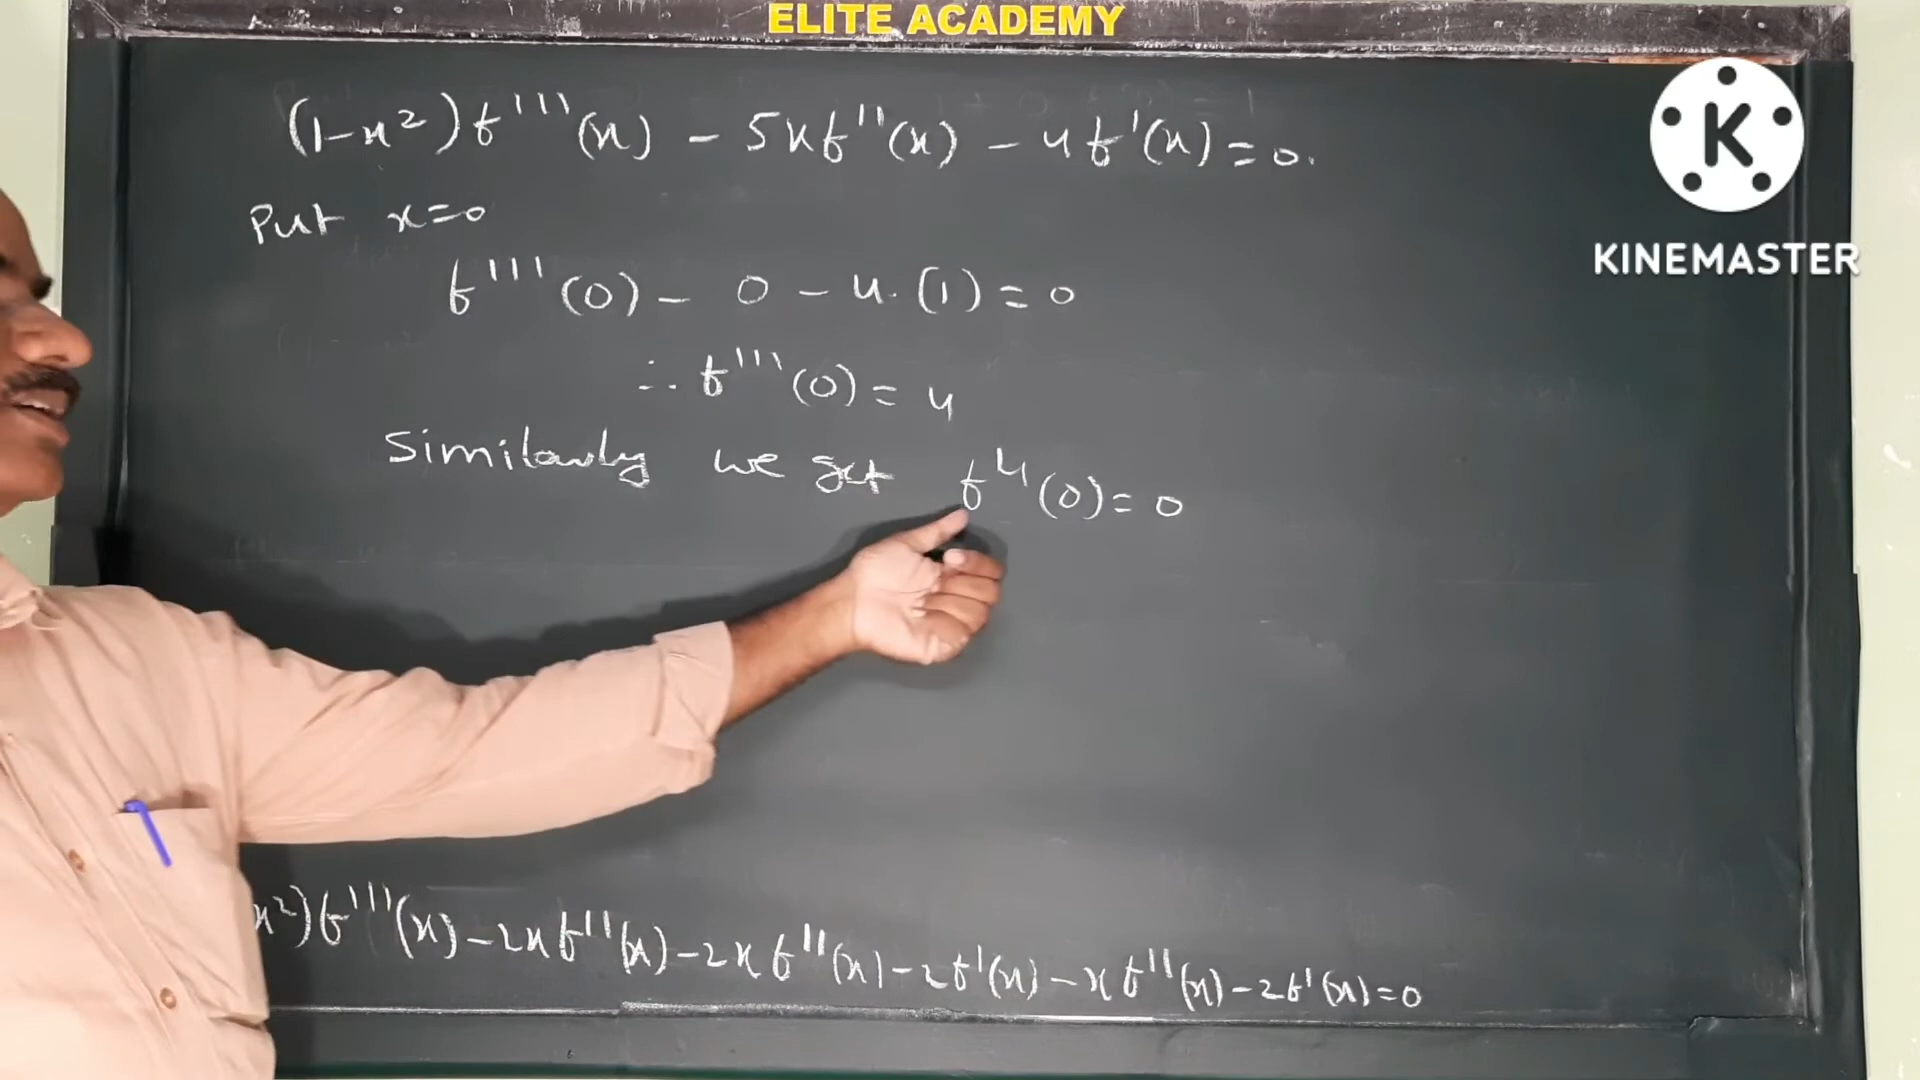 ELITE ACADEMY
(1-x²)f'''(x) - 5xf''(x) - 4f'(x) = 0.
Put x=0
f'''(0) - 0 - 4.(1) = 0
∴ f'''(0) = 4
Similarly we get f⁴(0) = 0
x²)f'''(x) - 2xf''(x) - 2xf''(x) - 2f'(x) - xf''(x) - 2f'(x) = 0
K
KINEMASTER